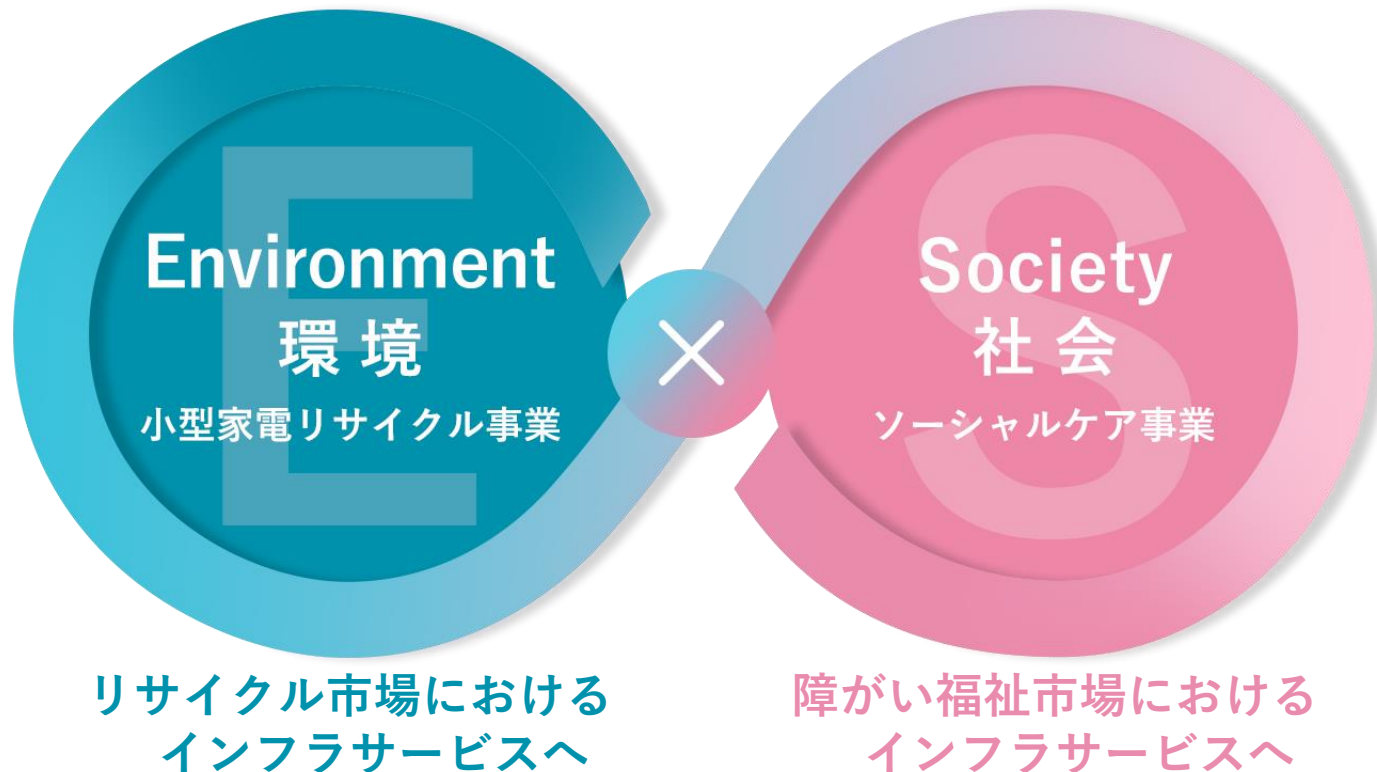 E
Environment
環境
小型家電リサイクル事業
×
S
Society
社会
ソーシャルケア事業
リサイクル市場における
インフラサービスへ
障がい福祉市場における
インフラサービスへ